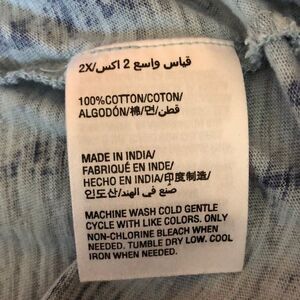 2X/قياس واسع 2 اكس
100%COTTON/COTON/
ALGODÓN/棉/면/قطن/
MADE IN INDIA/
FABRIQUÉ EN INDE/
HECHO EN INDIA/印度制造/
인도산/صنع في الهند
MACHINE WASH COLD GENTLE
CYCLE WITH LIKE COLORS. ONLY
NON-CHLORINE BLEACH WHEN
NEEDED. TUMBLE DRY LOW. COOL
IRON WHEN NEEDED.